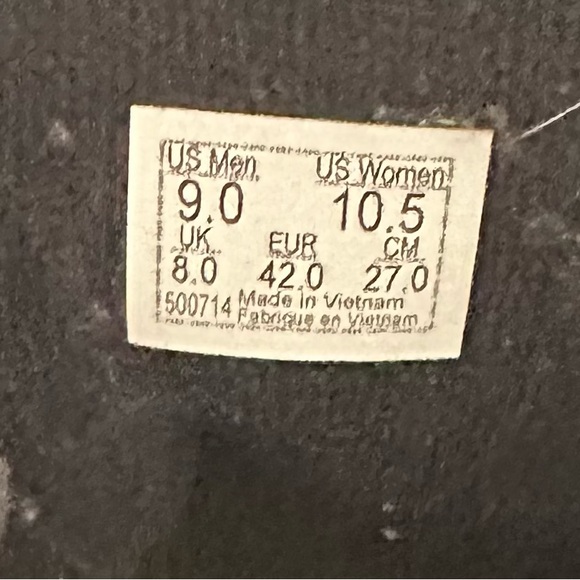 US Men US Women
9.0 10.5
UK EUR CM
8.0 42.0 27.0
500714 Made in Vietnam
Fabrique en Vietnam